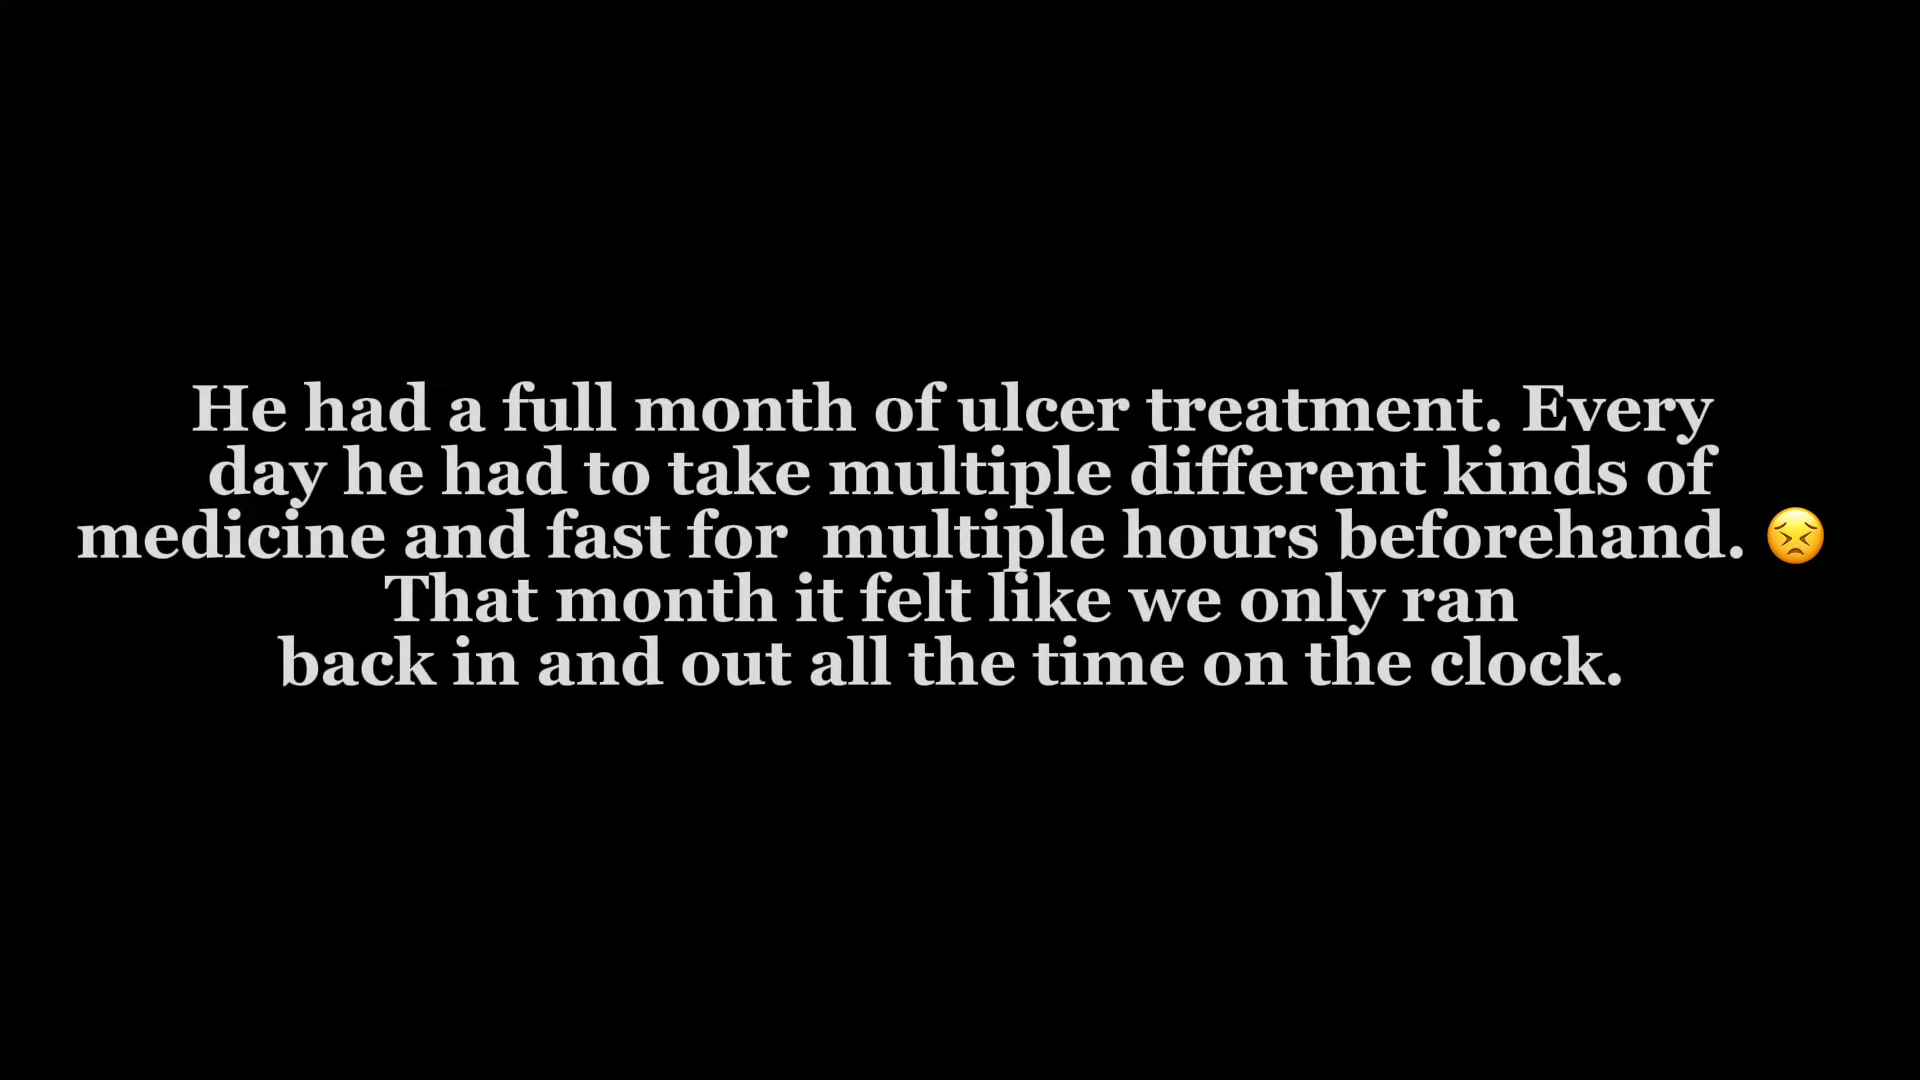 He had a full month of ulcer treatment. Every
day he had to take multiple different kinds of
medicine and fast for  multiple hours beforehand. 😣
That month it felt like we only ran
back in and out all the time on the clock.